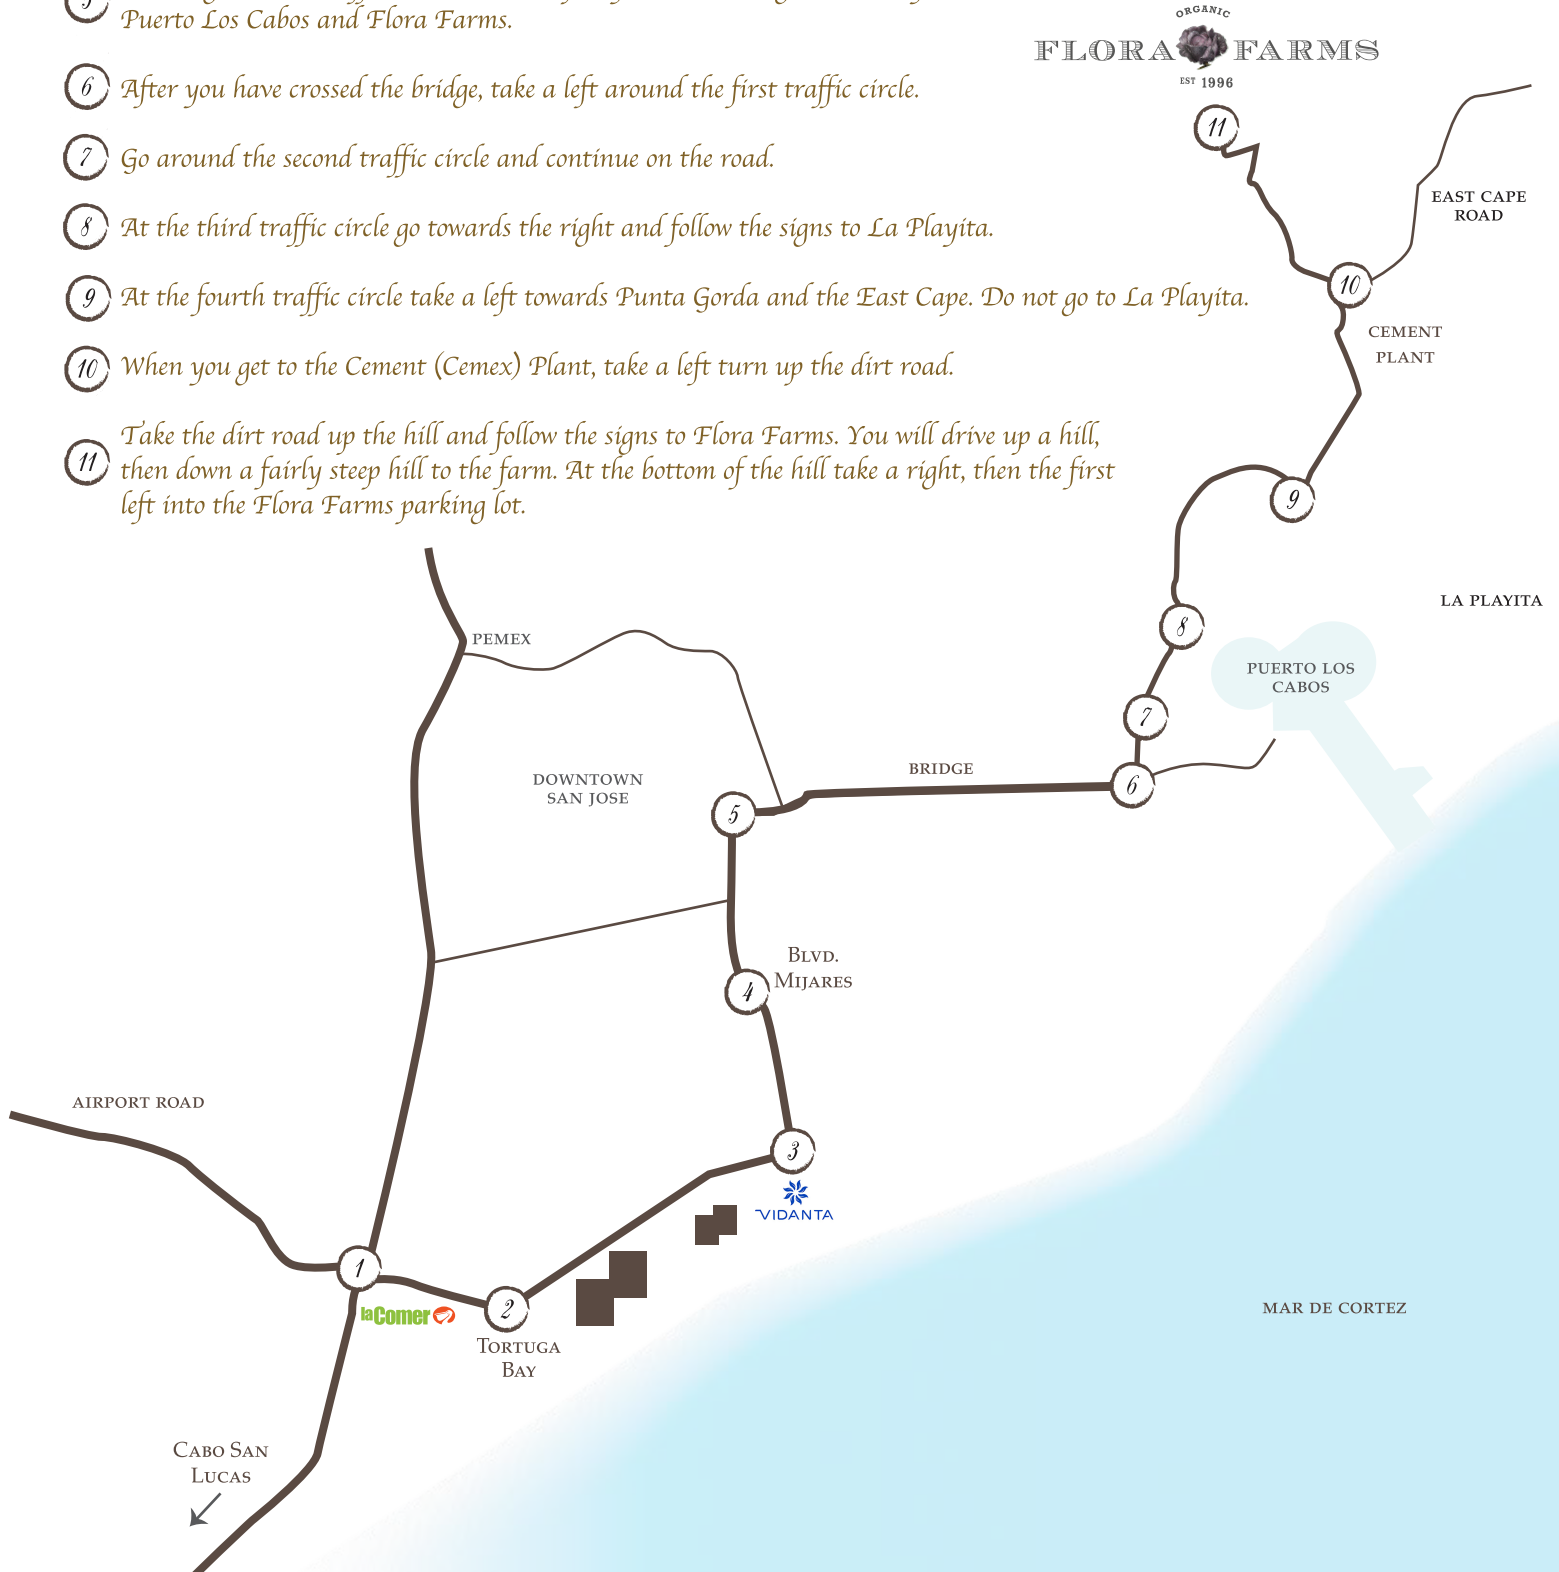 5
Puerto Los Cabos and Flora Farms.
ORGANIC
FLORA FARMS
EST 1996
6 After you have crossed the bridge, take a left around the first traffic circle.
7 Go around the second traffic circle and continue on the road.
8 At the third traffic circle go towards the right and follow the signs to La Playita.
9 At the fourth traffic circle take a left towards Punta Gorda and the East Cape. Do not go to La Playita.
10 When you get to the Cement (Cemex) Plant, take a left turn up the dirt road.
11 Take the dirt road up the hill and follow the signs to Flora Farms. You will drive up a hill,
then down a fairly steep hill to the farm. At the bottom of the hill take a right, then the first
left into the Flora Farms parking lot.
11
EAST CAPE
ROAD
10
CEMENT
PLANT
9
LA PLAYITA
8
PEMEX
PUERTO LOS
CABOS
7
BRIDGE
DOWNTOWN
SAN JOSE
6
5
BLVD.
MIJARES
4
AIRPORT ROAD
3
VIDANTA
1
laComer
2
TORTUGA
BAY
MAR DE CORTEZ
CABO SAN
LUCAS